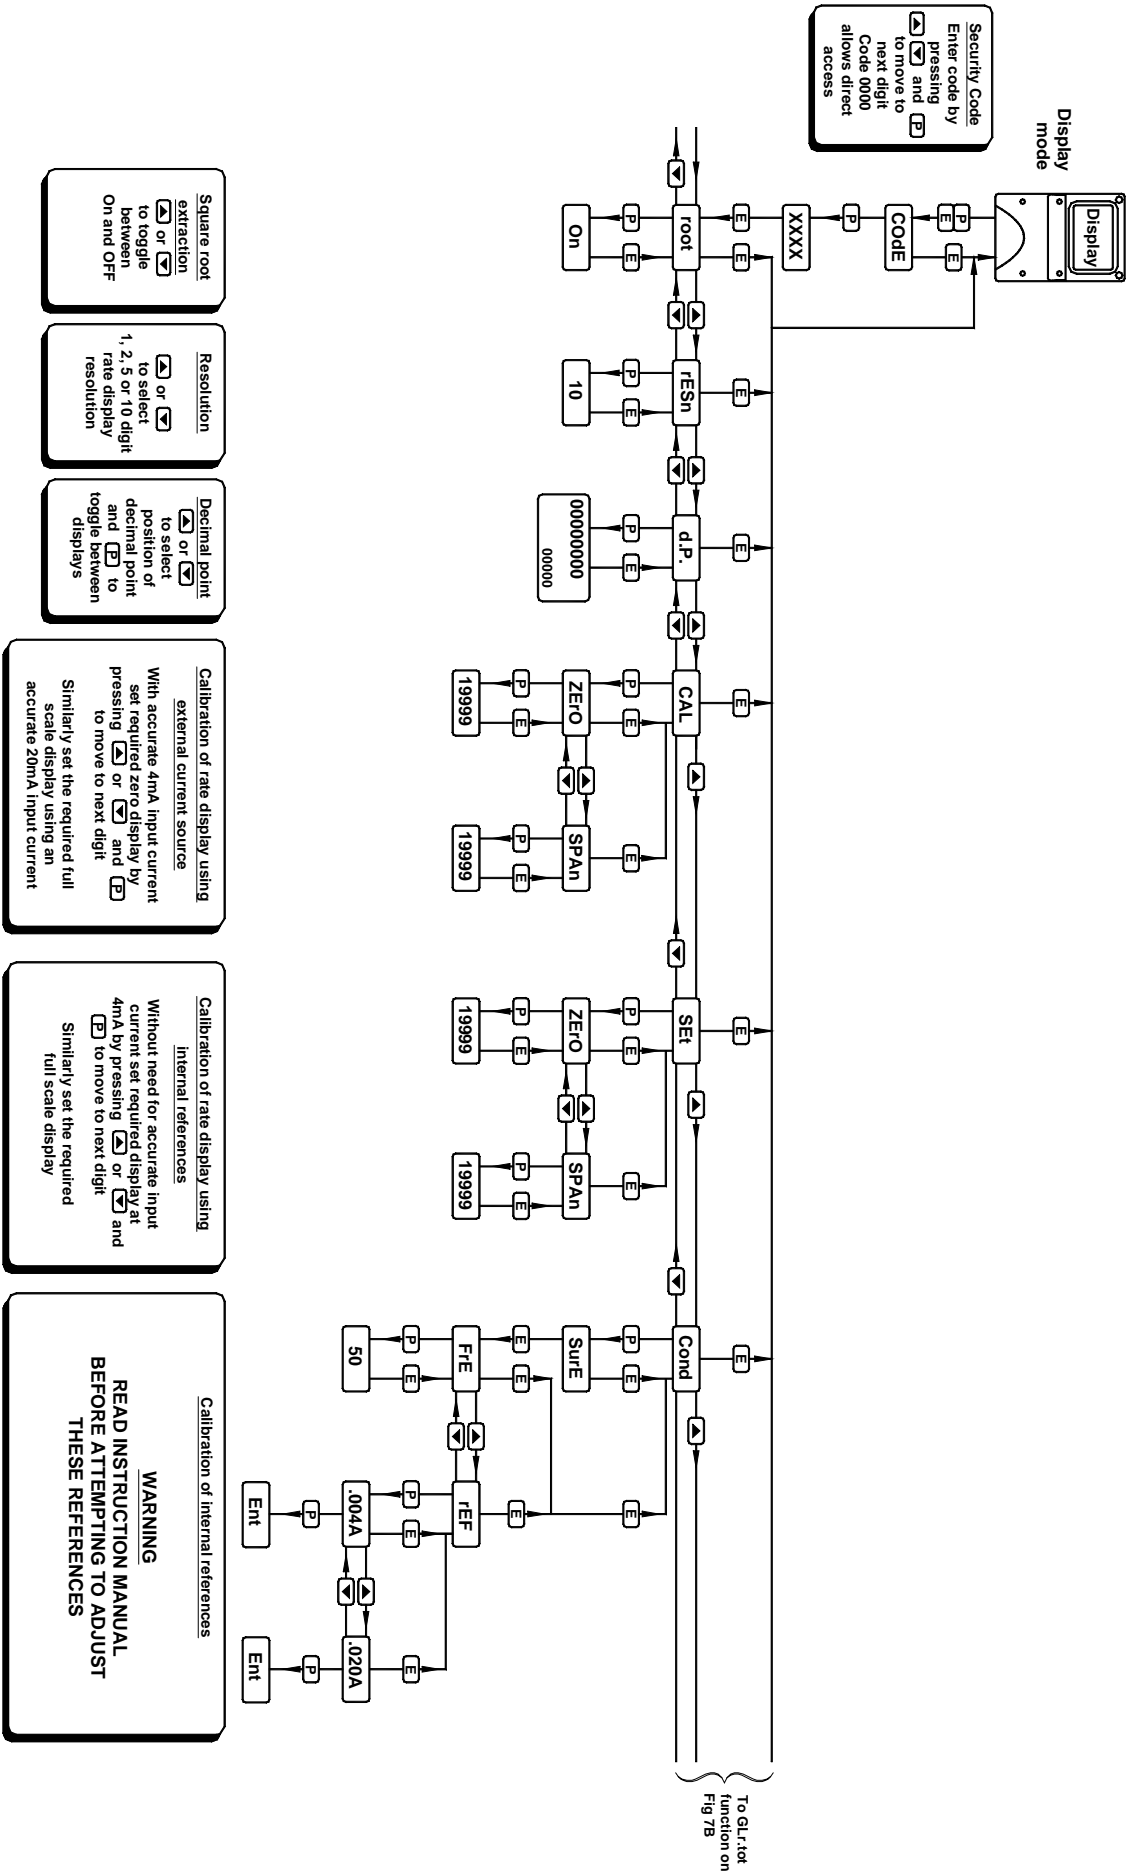 Display
mode
Display
Security Code
Enter code by
pressing
▲ ▼ and P
to move to
next digit
Code 0000
allows direct
access
P
E
E
COdE
P
XXXX
E
E
E
E
E
E
E
▼
root
▲
▼
rESn
▲
▼
d.P.
▲
▼
CAL
▲
▼
SEt
▲
▼
Cond
▲
P
E
P
E
P
E
P
E
E
P
E
E
P
E
E
On
10
00000000
00000
ZErO
▲
▼
SPAn
ZErO
▲
▼
SPAn
SurE
P
E
P
E
P
E
P
E
E
E
E
19999
19999
19999
19999
FrE
▲
▼
rEF
P
E
P
E
E
50
.004A
▲
▼
.020A
P
P
Ent
Ent
To GLr.tot
function on
Fig 7B
Square root
extraction
▲ or ▼
to toggle
between
On and OFF
Resolution
▲ or ▼
to select
1, 2, 5 or 10 digit
rate display
resolution
Decimal point
▲ or ▼
to select
position of
decimal point
and P to
toggle between
displays
Calibration of rate display using
external current source
With accurate 4mA input current
set required zero display by
pressing ▲ or ▼ and P
to move to next digit
Similarly set the required full
scale display using an
accurate 20mA input current
Calibration of rate display using
internal references
Without need for accurate input
current set required display at
4mA by pressing ▲ or ▼ and
P to move to next digit
Similarly set the required
full scale display
Calibration of internal references
WARNING
READ INSTRUCTION MANUAL
BEFORE ATTEMPTING TO ADJUST
THESE REFERENCES